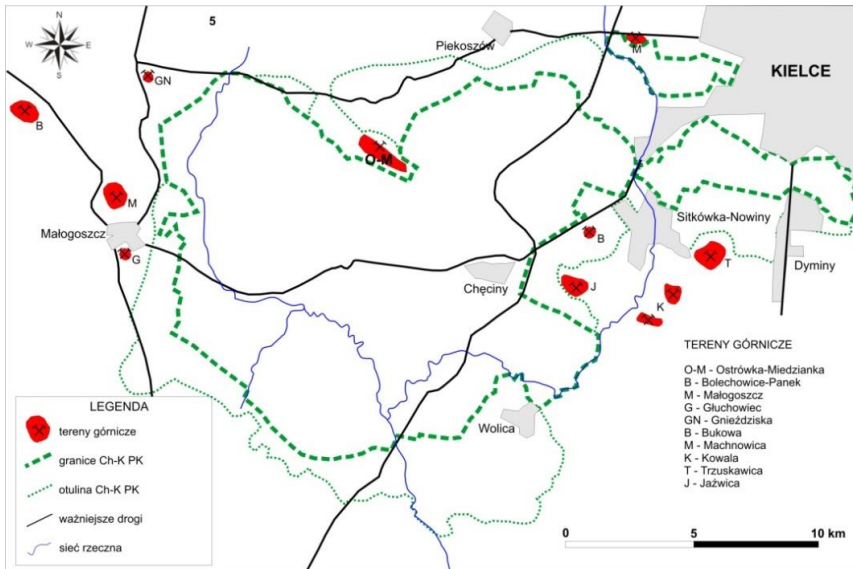 5
N
W E
S
Piekoszów
M
KIELCE
GN
B
O-M
M
Małogoszcz
G
Sitkówka-Nowiny
B
T
Dyminy
Chęciny
J
K
Wolica
TERENY GÓRNICZE
O-M - Ostrówka-Miedzianka
B - Bolechowice-Panek
M - Małogoszcz
G - Głuchowiec
GN - Gnieździska
B - Bukowa
M - Machnowica
K - Kowala
T - Trzuskawica
J - Jaźwica
LEGENDA
tereny górnicze
granice Ch-K PK
otulina Ch-K PK
ważniejsze drogi
sieć rzeczna
0 5 10 km